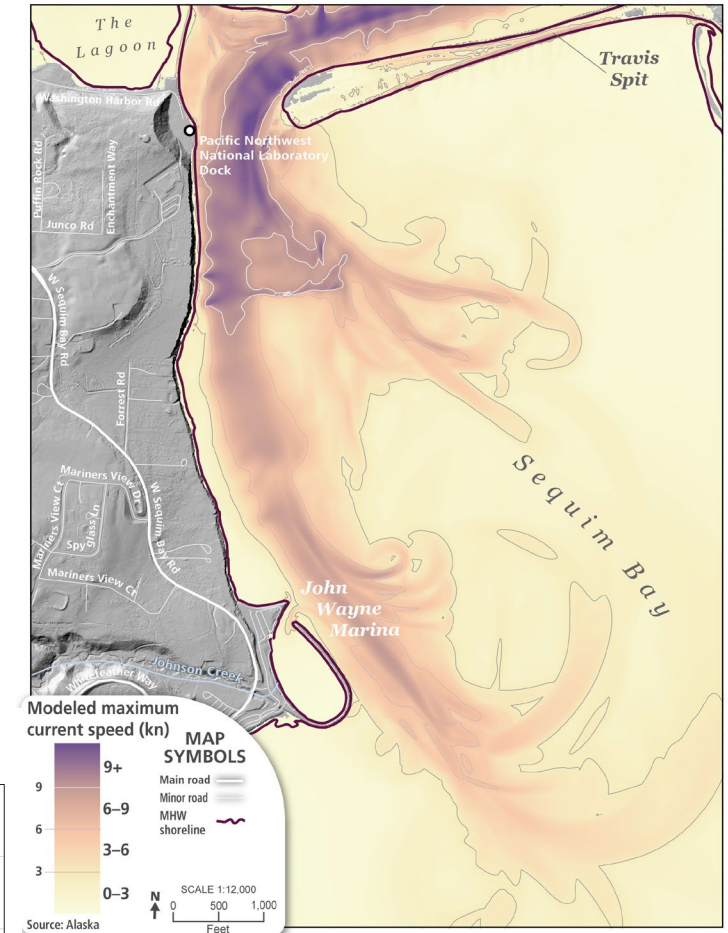 The
Lagoon
Travis
Spit
Washington Harbor Rd
Pacific Northwest
National Laboratory
Dock
Puffin Rock Rd
Enchantment Way
Junco Rd
W Sequim Bay Rd
Forrest Rd
Sequim Bay
Mariners View Dr
Mariners View Ct
Spy
glass Ln
W Sequim Bay Rd
Mariners View Ct
John
Wayne
Marina
Johnson Creek
Whitefeather Way
Modeled maximum
current speed (kn)
9+
9
6–9
6
3–6
3
0–3
Source: Alaska
MAP
SYMBOLS
Main road
Minor road
MHW
shoreline
N
SCALE 1:12,000
0 500 1,000
Feet